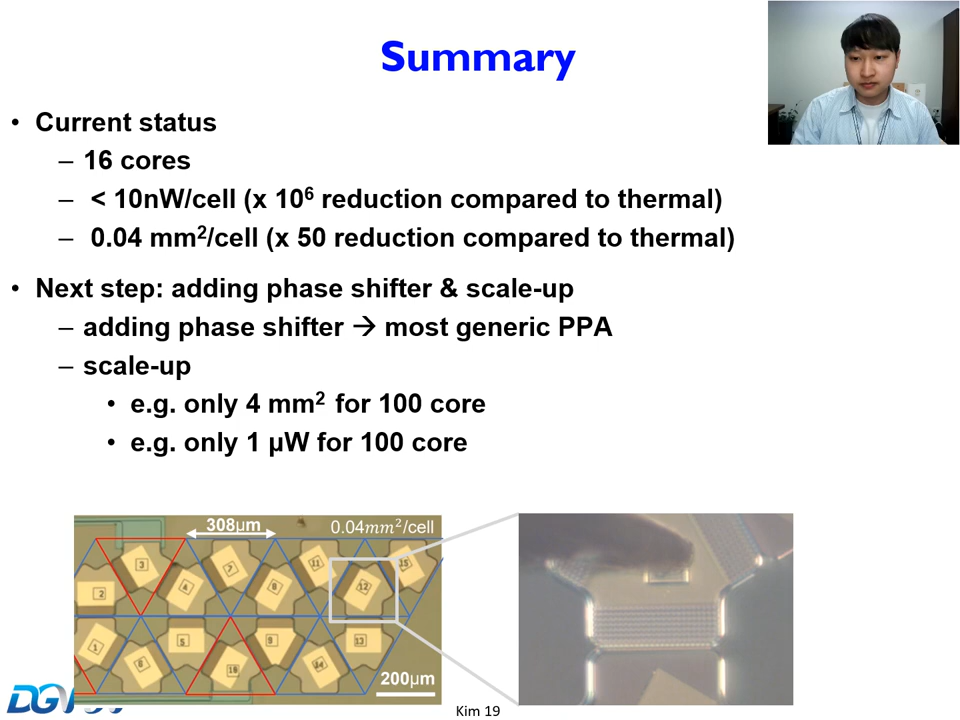 Summary
• Current status
– 16 cores
– < 10nW/cell (x 10⁶ reduction compared to thermal)
– 0.04 mm²/cell (x 50 reduction compared to thermal)
• Next step: adding phase shifter & scale-up
– adding phase shifter → most generic PPA
– scale-up
• e.g. only 4 mm² for 100 core
• e.g. only 1 µW for 100 core
308µm
0.04mm²/cell
3
7
11
15
2
4
8
12
1
5
9
13
6
16
14
200µm
Kim 19